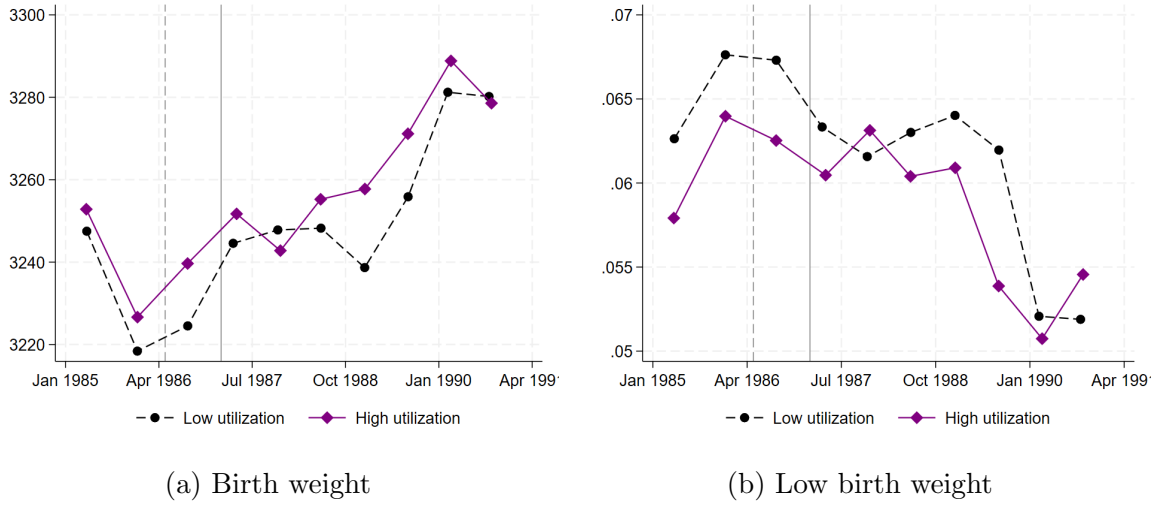 3300
3280
3260
3240
3220
Jan 1985 Apr 1986 Jul 1987 Oct 1988 Jan 1990 Apr 1991
Low utilization High utilization
(a) Birth weight
.07
.065
.06
.055
.05
Jan 1985 Apr 1986 Jul 1987 Oct 1988 Jan 1990 Apr 1991
Low utilization High utilization
(b) Low birth weight